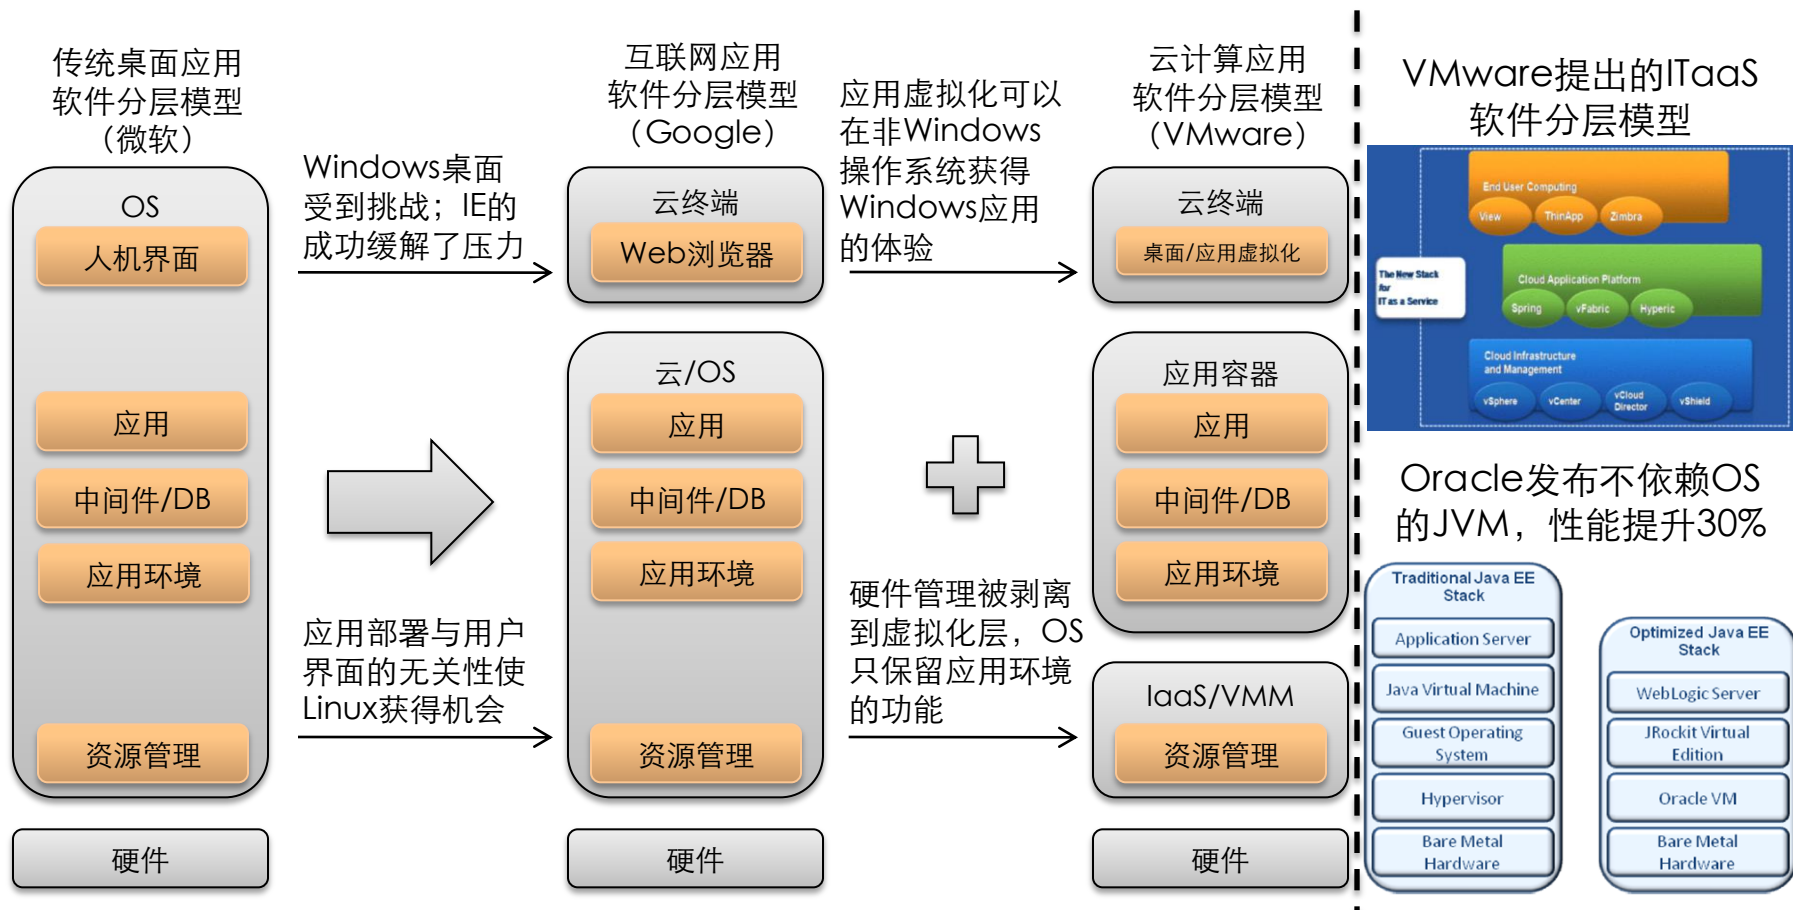 传统桌面应用
软件分层模型
（微软）
OS
人机界面
应用
中间件/DB
应用环境
资源管理
硬件
Windows桌面
受到挑战；IE的
成功缓解了压力
应用部署与用户
界面的无关性使
Linux获得机会
互联网应用
软件分层模型
（Google）
云终端
Web浏览器
云/OS
应用
中间件/DB
应用环境
资源管理
硬件
应用虚拟化可以
在非Windows
操作系统获得
Windows应用
的体验
硬件管理被剥离
到虚拟化层，OS
只保留应用环境
的功能
云计算应用
软件分层模型
（VMware）
云终端
桌面/应用虚拟化
应用容器
应用
中间件/DB
应用环境
IaaS/VMM
资源管理
硬件
VMware提出的ITaaS
软件分层模型
The New Stack
for
IT as a Service
End User Computing
View
ThinApp
Zimbra
Cloud Application Platform
Spring
vFabric
Hyperic
Cloud Infrastructure
and Management
vSphere
vCenter
vCloud
Director
vShield
Oracle发布不依赖OS
的JVM，性能提升30%
Traditional Java EE
Stack
Application Server
Java Virtual Machine
Guest Operating
System
Hypervisor
Bare Metal
Hardware
Optimized Java EE
Stack
WebLogic Server
JRockit Virtual
Edition
Oracle VM
Bare Metal
Hardware